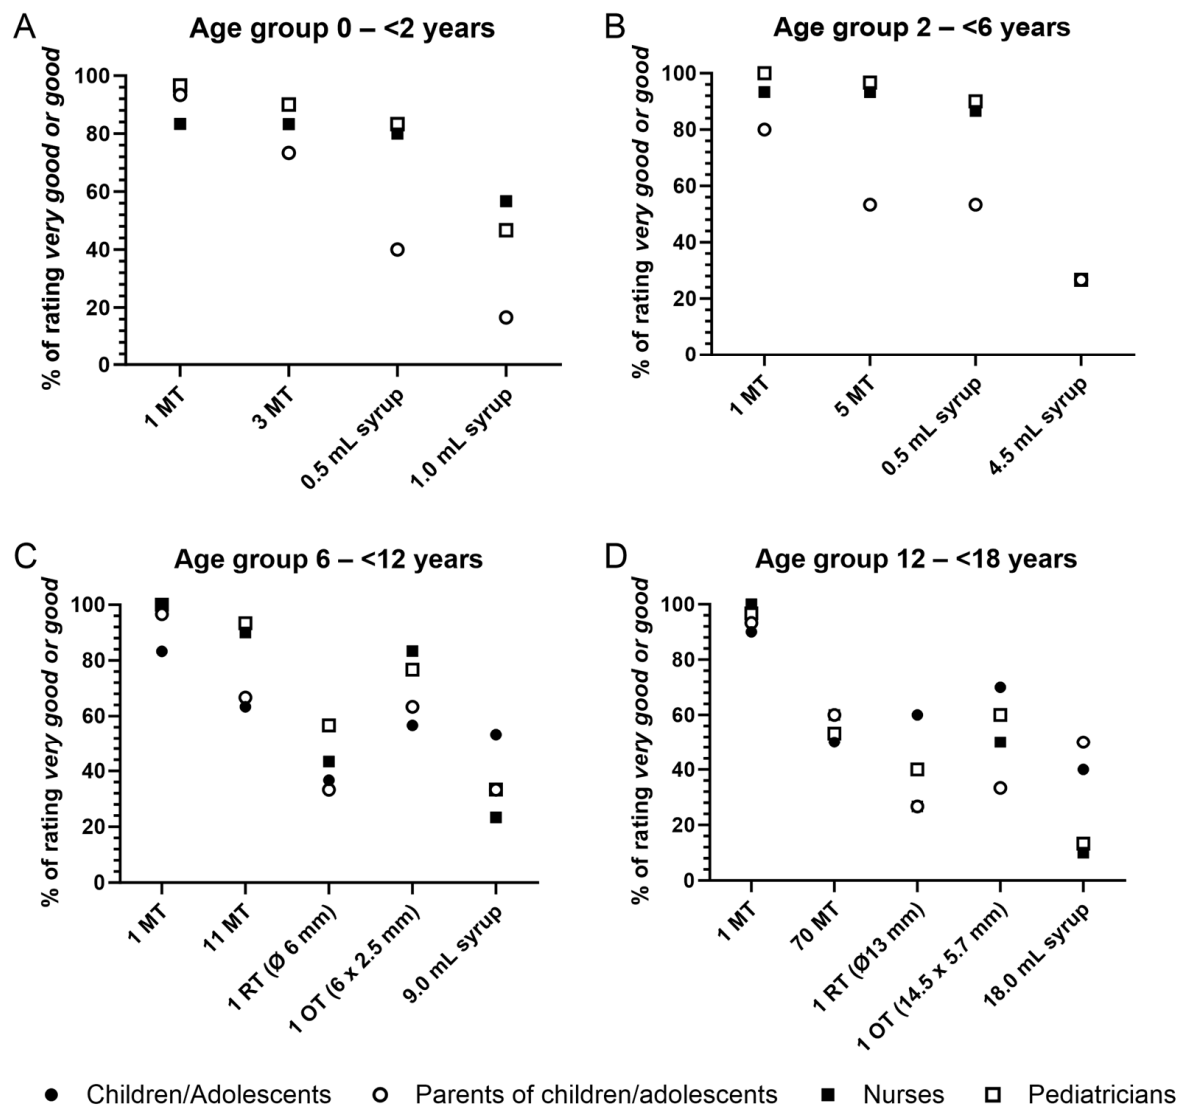 A
Age group 0 – <2 years
% of rating very good or good
100
80
60
40
20
0
1 MT
3 MT
0.5 mL syrup
1.0 mL syrup
B
Age group 2 – <6 years
% of rating very good or good
100
80
60
40
20
0
1 MT
5 MT
0.5 mL syrup
4.5 mL syrup
C
Age group 6 – <12 years
% of rating very good or good
100
80
60
40
20
0
1 MT
11 MT
1 RT (Ø 6 mm)
1 OT (6 x 2.5 mm)
9.0 mL syrup
D
Age group 12 – <18 years
% of rating very good or good
100
80
60
40
20
0
1 MT
70 MT
1 RT (Ø13 mm)
1 OT (14.5 x 5.7 mm)
18.0 mL syrup
Children/Adolescents Parents of children/adolescents Nurses Pediatricians